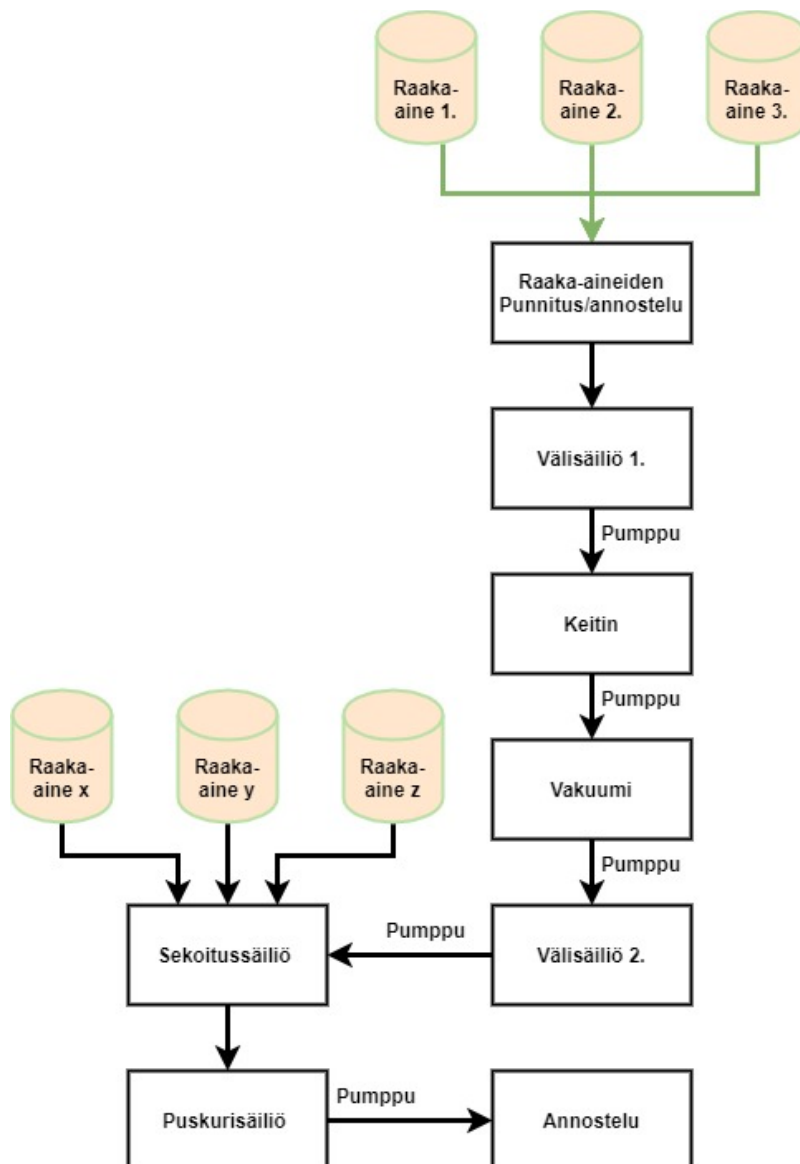 Raaka-
aine 1.
Raaka-
aine 2.
Raaka-
aine 3.
Raaka-aineiden
Punnitus/annostelu
Välisäiliö 1.
Pumppu
Keitin
Pumppu
Raaka-
aine x
Raaka-
aine y
Raaka-
aine z
Vakuumi
Pumppu
Sekoitussäiliö
Pumppu
Välisäiliö 2.
Puskurisäiliö
Pumppu
Annostelu